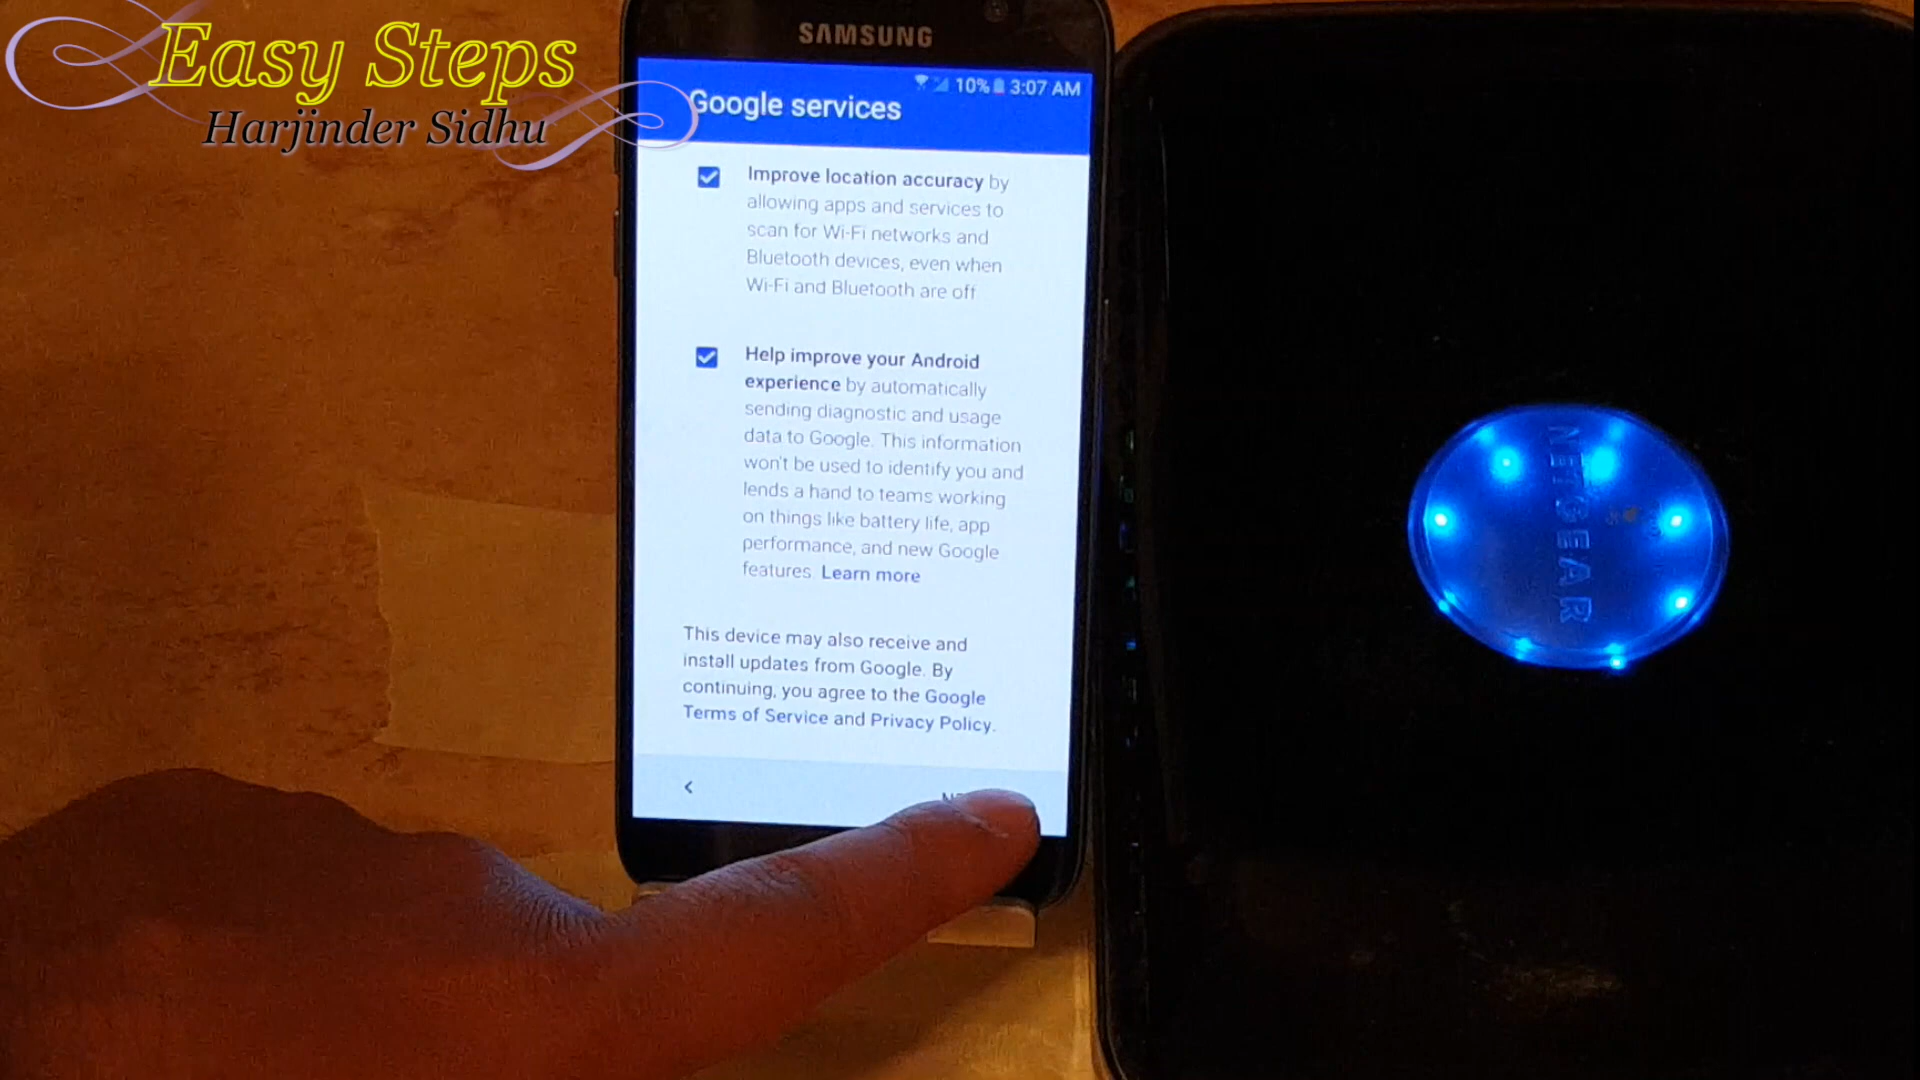 Easy Steps
Harjinder Sidhu
SAMSUNG
10% 3:07 AM
Google services
Improve location accuracy by
allowing apps and services to
scan for Wi-Fi networks and
Bluetooth devices, even when
Wi-Fi and Bluetooth are off
Help improve your Android
experience by automatically
sending diagnostic and usage
data to Google. This information
won't be used to identify you and
lends a hand to teams working
on things like battery life, app
performance, and new Google
features. Learn more
This device may also receive and
install updates from Google. By
continuing, you agree to the Google
Terms of Service and Privacy Policy.
NETGEAR